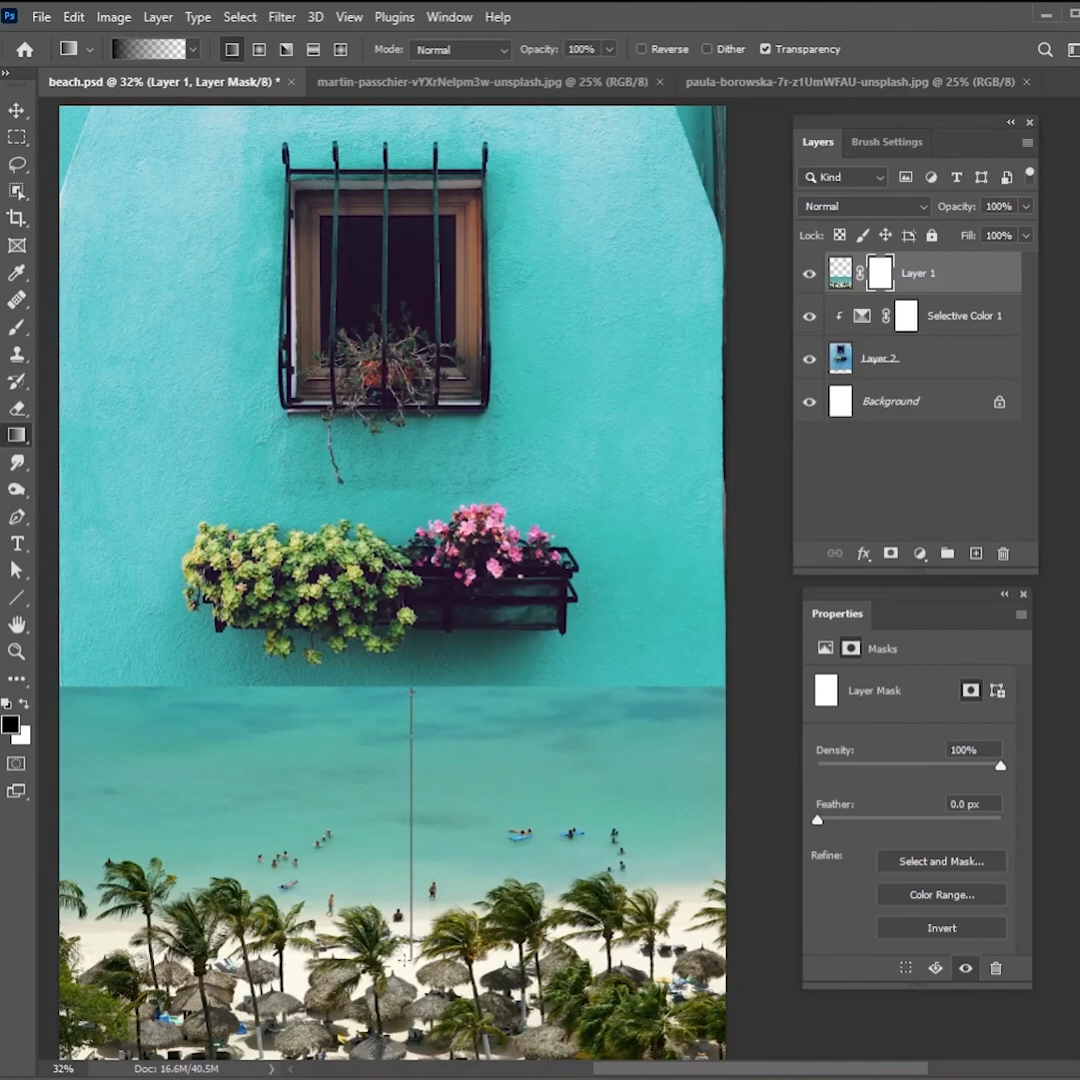 Ps File Edit Image Layer Type Select Filter 3D View Plugins Window Help
Mode: Normal Opacity: 100% Reverse Dither Transparency
beach.psd @ 32% (Layer 1, Layer Mask/8) * × martin-passchier-vYXrNelpm3w-unsplash.jpg @ 25% (RGB/8) × paula-borowska-7r-z1UmWFAU-unsplash.jpg @ 25% (RGB/8) ×
Layers Brush Settings
Kind
Normal Opacity: 100%
Lock: Fill: 100%
Layer 1
Selective Color 1
Layer 2
Background
fx
Properties
Masks
Layer Mask
Density: 100%
Feather: 0.0 px
Refine: Select and Mask...
Color Range...
Invert
32% Doc: 16.6M/40.5M